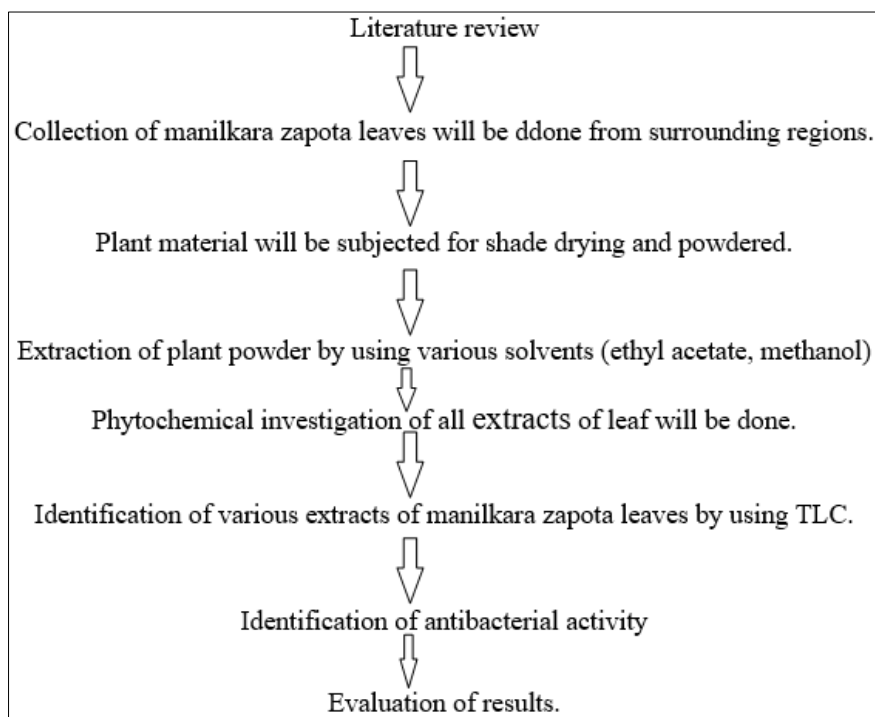 Literature review
Collection of manilkara zapota leaves will be ddone from surrounding regions.
Plant material will be subjected for shade drying and powdered.
Extraction of plant powder by using various solvents (ethyl acetate, methanol)
Phytochemical investigation of all extracts of leaf will be done.
Identification of various extracts of manilkara zapota leaves by using TLC.
Identification of antibacterial activity
Evaluation of results.